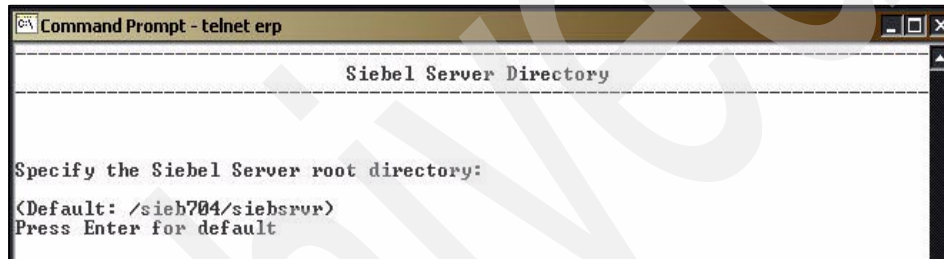 Command Prompt - telnet erp
Siebel Server Directory
Specify the Siebel Server root directory:
(Default: /sieb704/siebsrvr)
Press Enter for default